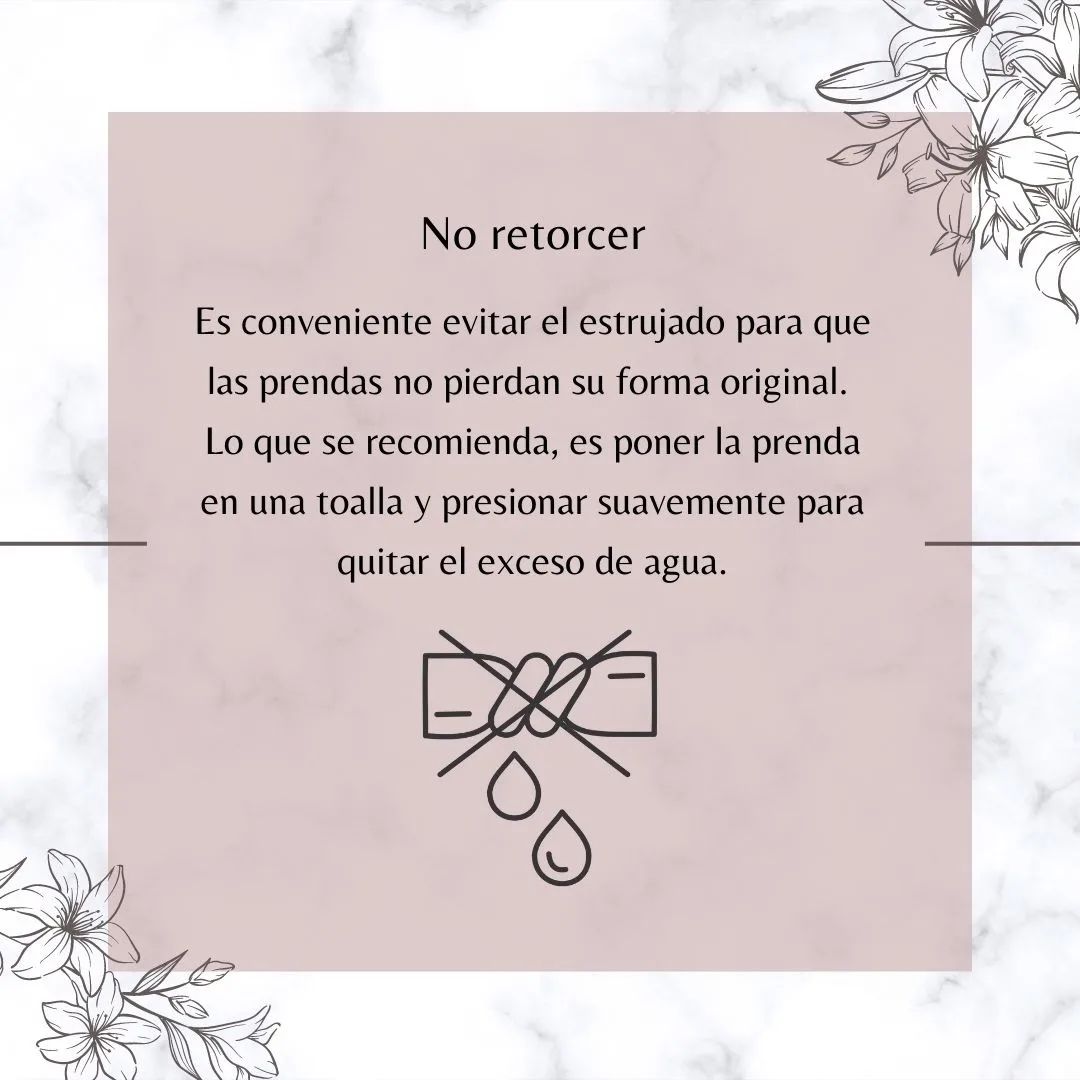 No retorcer
Es conveniente evitar el estrujado para que
las prendas no pierdan su forma original.
Lo que se recomienda, es poner la prenda
en una toalla y presionar suavemente para
quitar el exceso de agua.